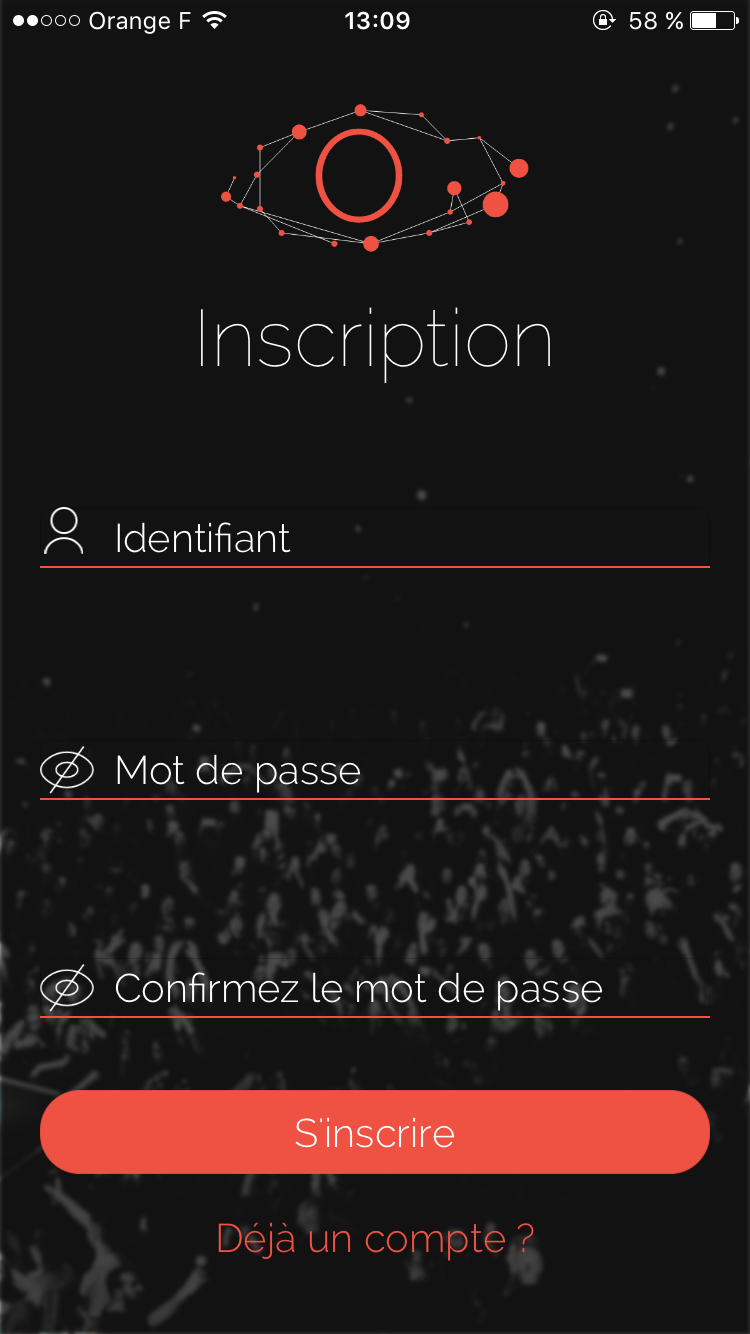 Orange F 13:09 58 %
Inscription
Identifiant
Mot de passe
Confirmez le mot de passe
S'inscrire
Déjà un compte ?